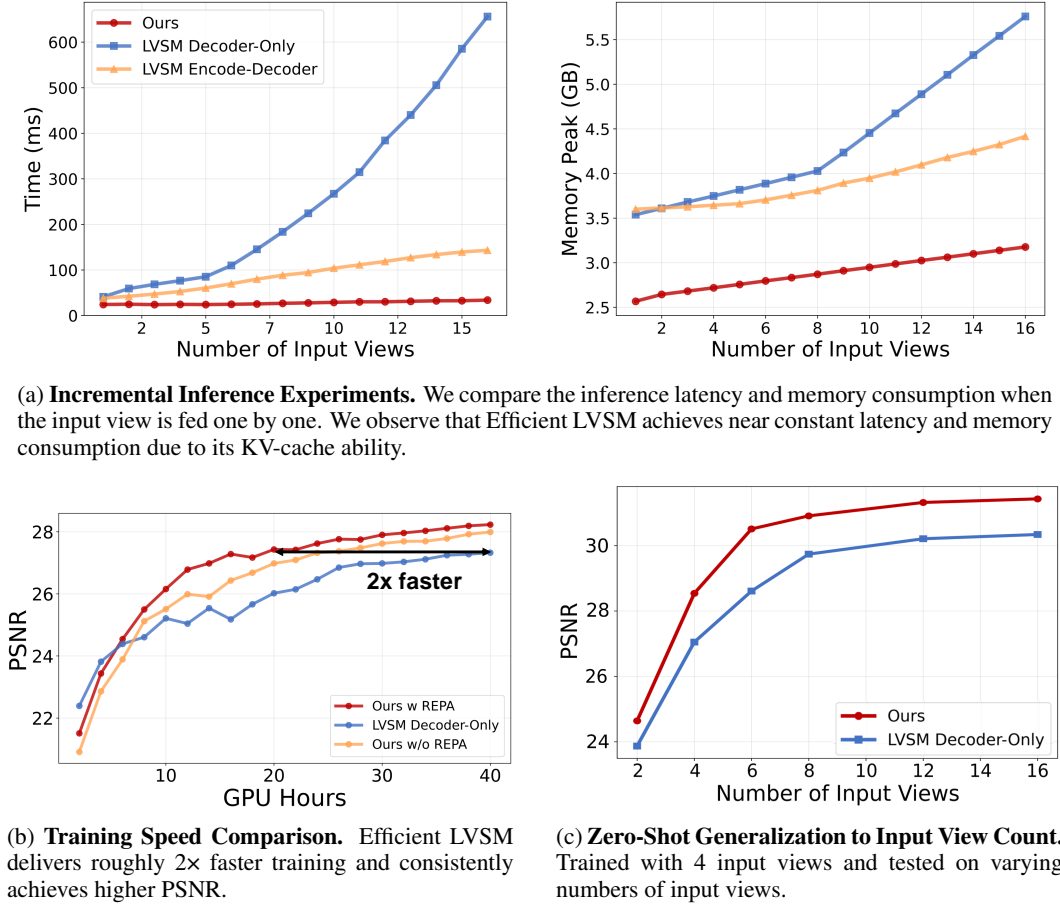 Ours
LVSM Decoder-Only
LVSM Encode-Decoder
Time (ms)
600
500
400
300
200
100
0
2
5
7
10
12
15
Number of Input Views
Memory Peak (GB)
5.5
5.0
4.5
4.0
3.5
3.0
2.5
2
4
6
8
10
12
14
16
Number of Input Views
(a) Incremental Inference Experiments. We compare the inference latency and memory consumption when
the input view is fed one by one. We observe that Efficient LVSM achieves near constant latency and memory
consumption due to its KV-cache ability.
PSNR
28
26
24
22
2x faster
Ours w REPA
LVSM Decoder-Only
Ours w/o REPA
10
20
30
40
GPU Hours
(b) Training Speed Comparison. Efficient LVSM
delivers roughly 2× faster training and consistently
achieves higher PSNR.
PSNR
30
28
26
24
Ours
LVSM Decoder-Only
2
4
6
8
10
12
14
16
Number of Input Views
(c) Zero-Shot Generalization to Input View Count.
Trained with 4 input views and tested on varying
numbers of input views.